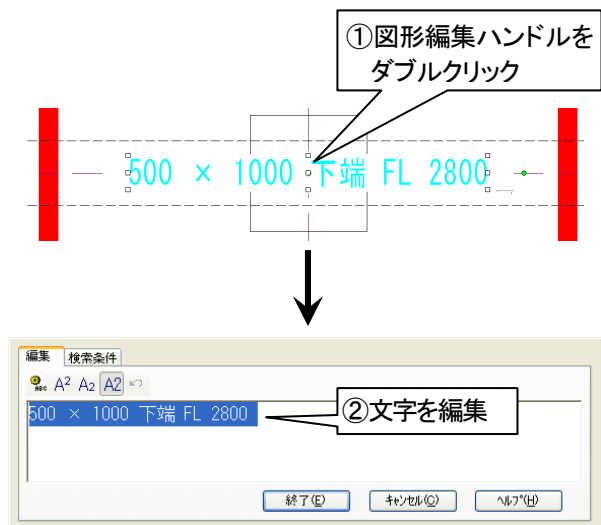 ①図形編集ハンドルを
ダブルクリック
500 × 1000 下端 FL 2800
編集 検索条件
ABC A² A₂ A2
500 × 1000 下端 FL 2800
②文字を編集
終了(E) キャンセル(C) ヘルプ(H)